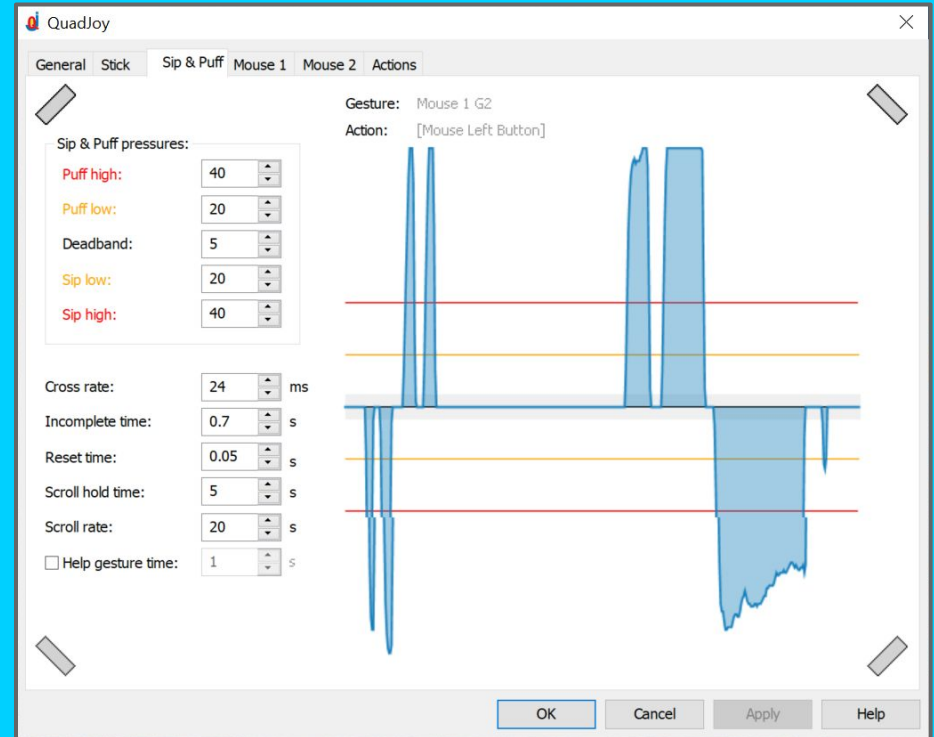 QuadJoy
General Stick Sip & Puff Mouse 1 Mouse 2 Actions
Gesture: Mouse 1 G2
Action: [Mouse Left Button]
Sip & Puff pressures:
Puff high: 40
Puff low: 20
Deadband: 5
Sip low: 20
Sip high: 40
Cross rate: 24 ms
Incomplete time: 0.7 s
Reset time: 0.05 s
Scroll hold time: 5 s
Scroll rate: 20 s
Help gesture time: 1 s
OK Cancel Apply Help